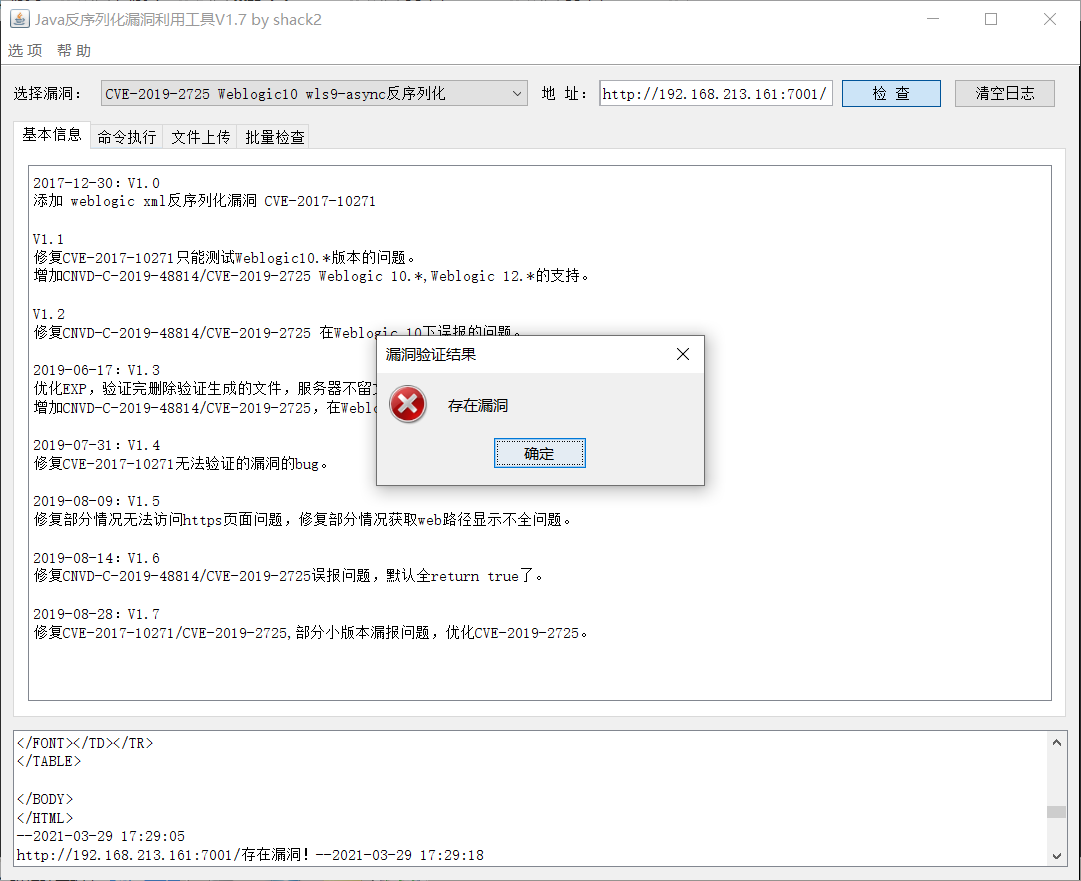 Java反序列化漏洞利用工具V1.7 by shack2
选项 帮助
选择漏洞： CVE-2019-2725 Weblogic10 wls9-async反序列化 地 址： http://192.168.213.161:7001/ 检 查 清空日志
基本信息 命令执行 文件上传 批量检查
2017-12-30：V1.0
添加 weblogic xml反序列化漏洞 CVE-2017-10271
V1.1
修复CVE-2017-10271只能测试Weblogic10.*版本的问题。
增加CNVD-C-2019-48814/CVE-2019-2725 Weblogic 10.*,Weblogic 12.*的支持。
V1.2
修复CNVD-C-2019-48814/CVE-2019-2725 在Weblogic 10下误报的问题。
2019-06-17：V1.3
优化EXP，验证完删除验证生成的文件，服务器不留
增加CNVD-C-2019-48814/CVE-2019-2725，在Weblo
漏洞验证结果
存在漏洞
确定
2019-07-31：V1.4
修复CVE-2017-10271无法验证的漏洞的bug。
2019-08-09：V1.5
修复部分情况无法访问https页面问题，修复部分情况获取web路径显示不全问题。
2019-08-14：V1.6
修复CNVD-C-2019-48814/CVE-2019-2725误报问题，默认全return true了。
2019-08-28：V1.7
修复CVE-2017-10271/CVE-2019-2725,部分小版本漏报问题，优化CVE-2019-2725。
</FONT></TD></TR>
</TABLE>
</BODY>
</HTML>
--2021-03-29 17:29:05
http://192.168.213.161:7001/存在漏洞！--2021-03-29 17:29:18